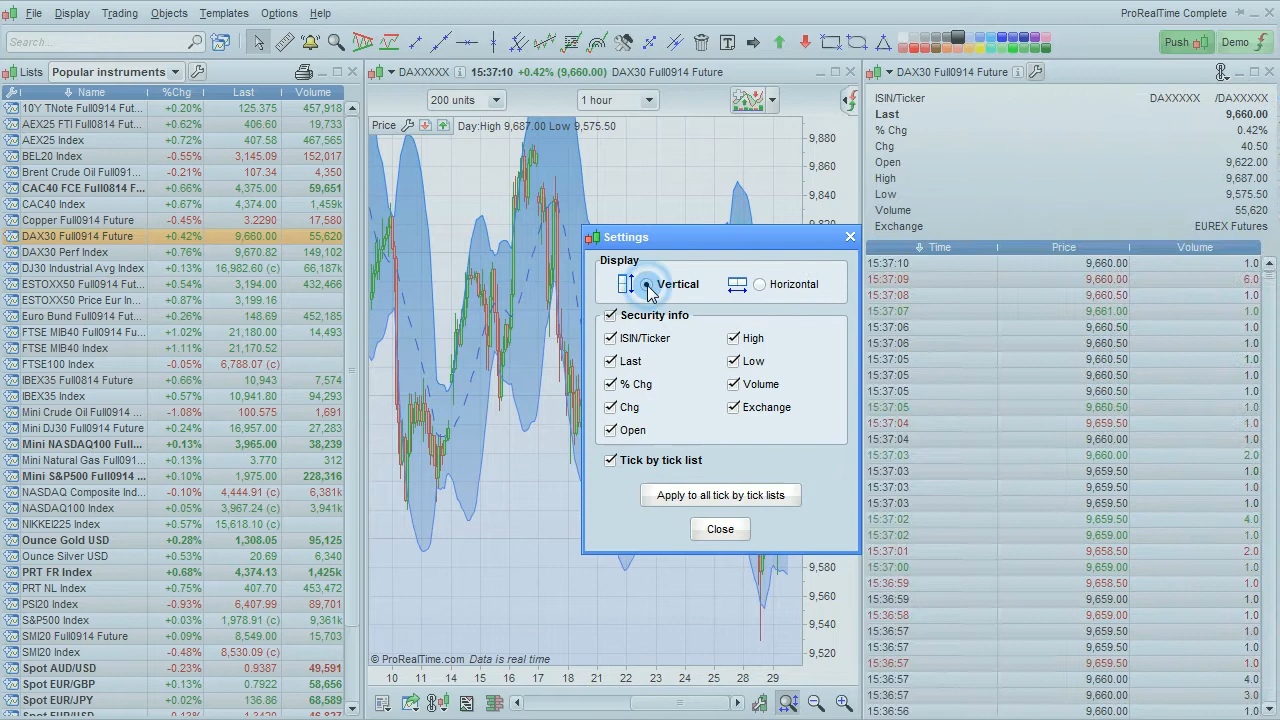 File Display Trading Objects Templates Options Help ProRealTime Complete
Search... Push Demo
Lists Popular instruments
Name %Chg Last Volume
10Y TNote Full0914 Fut... +0.20% 125.375 457,918
AEX25 FTI Full0814 Fut... +0.62% 406.60 19,733
AEX25 Index +0.72% 407.58 467,565
BEL20 Index -0.55% 3,145.09 152,017
Brent Crude Oil Full09... -0.21% 107.34 4,350
CAC40 FCE Full0814 F... +0.66% 4,375.00 59,651
CAC40 Index +0.67% 4,374.00 1,459k
Copper Full0914 Future -0.45% 3.2290 17,580
DAX30 Full0914 Future +0.42% 9,660.00 55,620
DAX30 Perf Index +0.76% 9,670.82 149,102
DJ30 Industrial Avg Index +0.13% 16,982.60 (c) 66,187k
ESTOXX50 Full0914 Fu... +0.54% 3,198.00 432,842
ESTOXX50 Price Eur In... +0.87% 3,199.16
Euro Bund Full0914 Fut... +0.26% 148.69 452,185
FTSE MIB40 Full0914 F... +1.32% 21,220.00 14,493
FTSE MIB40 Index +1.11% 21,170.52
FTSE100 Index -0.05% 6,788.07 (c)
IBEX35 Full0814 Future +0.66% 10,943 7,574
IBEX35 Index +0.57% 10,941.80 94,293
Mini Crude Oil Full0914 ... -1.08% 100.575 1,691
Mini DJ30 Full0914 Fut... +0.24% 16,957.00 27,283
Mini NASDAQ100 Full... +0.13% 3,965.00 38,239
Mini Natural Gas Full09... +0.13% 3.770 312
Mini S&P500 Full0914 ... +0.10% 1,975.00 228,316
NASDAQ Composite Ind... -0.10% 4,444.91 (c) 6,381k
NASDAQ100 Index +0.07% 3,967.24 (c) 3,941k
NIKKEI225 Index +0.57% 15,618.10 (c)
Ounce Gold USD +0.28% 1,308.05 95,125
Ounce Silver USD +0.53% 20.69 6,340
PRT FR Index +0.68% 4,374.13 1,425k
PRT NL Index +0.75% 407.70 453,472
PSI20 Index -0.93% 6,407.99 89,701
S&P500 Index +0.03% 1,978.91 (c) 36,031k
SMI20 Full0914 Future +0.09% 8,549.00 15,703
SMI20 Index -0.48% 8,530.09 (c)
Spot AUD/USD -0.23% 0.9387 49,591
Spot EUR/GBP +0.13% 0.7922 58,656
Spot EUR/JPY +0.02% 136.86 68,589
DAXXXXX 15:37:10 +0.42% (9,660.00) DAX30 Full0914 Future
200 units 1 hour
Price Day:High 9,687.00 Low 9,575.50
9,880
9,860
9,840
9,820
9,580
9,560
9,540
9,520
© ProRealTime.com Data is real time
10 11 14 15 16 17 18 21 22 23 24 25 28 29
Settings
Display
Vertical Horizontal
Security info
ISIN/Ticker High
Last Low
% Chg Volume
Chg Exchange
Open
Tick by tick list
Apply to all tick by tick lists
Close
DAX30 Full0914 Future
ISIN/Ticker DAXXXXX /DAXXXXX
Last 9,660.00
% Chg 0.42%
Chg 40.50
Open 9,622.00
High 9,687.00
Low 9,575.50
Volume 55,620
Exchange EUREX Futures
Time Price Volume
15:37:10 9,660.00 1.0
15:37:09 9,660.00 6.0
15:37:08 9,660.50 1.0
15:37:07 9,661.00 1.0
15:37:06 9,660.50 1.0
15:37:06 9,660.00 1.0
15:37:05 9,660.50 1.0
15:37:05 9,660.50 1.0
15:37:05 9,660.50 1.0
15:37:05 9,660.50 1.0
15:37:04 9,659.50 1.0
15:37:04 9,660.00 1.0
15:37:03 9,660.00 2.0
15:37:03 9,659.50 1.0
15:37:03 9,659.50 1.0
15:37:03 9,659.50 1.0
15:37:02 9,659.50 4.0
15:37:02 9,659.00 1.0
15:37:01 9,658.50 2.0
15:37:00 9,659.00 1.0
15:36:59 9,658.50 1.0
15:36:59 9,659.00 1.0
15:36:58 9,659.00 1.0
15:36:57 9,659.50 1.0
15:36:57 9,659.50 1.0
15:36:57 9,659.50 1.0
15:36:57 9,660.00 4.0
15:36:56 9,659.50 3.0
15:36:56 9,659.00 1.0